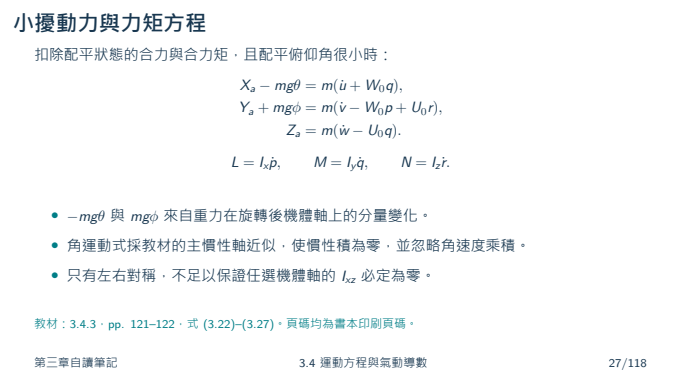 小擾動力與力矩方程
扣除配平狀態的合力與合力矩，且配平俯仰角很小時：
Xₐ − mgθ = m(u̇ + W₀q),
Yₐ + mgϕ = m(v̇ − W₀p + U₀r),
Zₐ = m(ẇ − U₀q).
L = Iₓṗ, M = I_y q̇, N = I_z ṙ.
• −mgθ 與 mgϕ 來自重力在旋轉後機體軸上的分量變化。
• 角運動式採教材的主慣性軸近似，使慣性積為零，並忽略角速度乘積。
• 只有左右對稱，不足以保證任選機體軸的 I_xz 必定為零。
教材：3.4.3，pp. 121–122，式 (3.22)–(3.27)。頁碼均為書本印刷頁碼。
第三章自讀筆記 3.4 運動方程與氣動導數 27/118